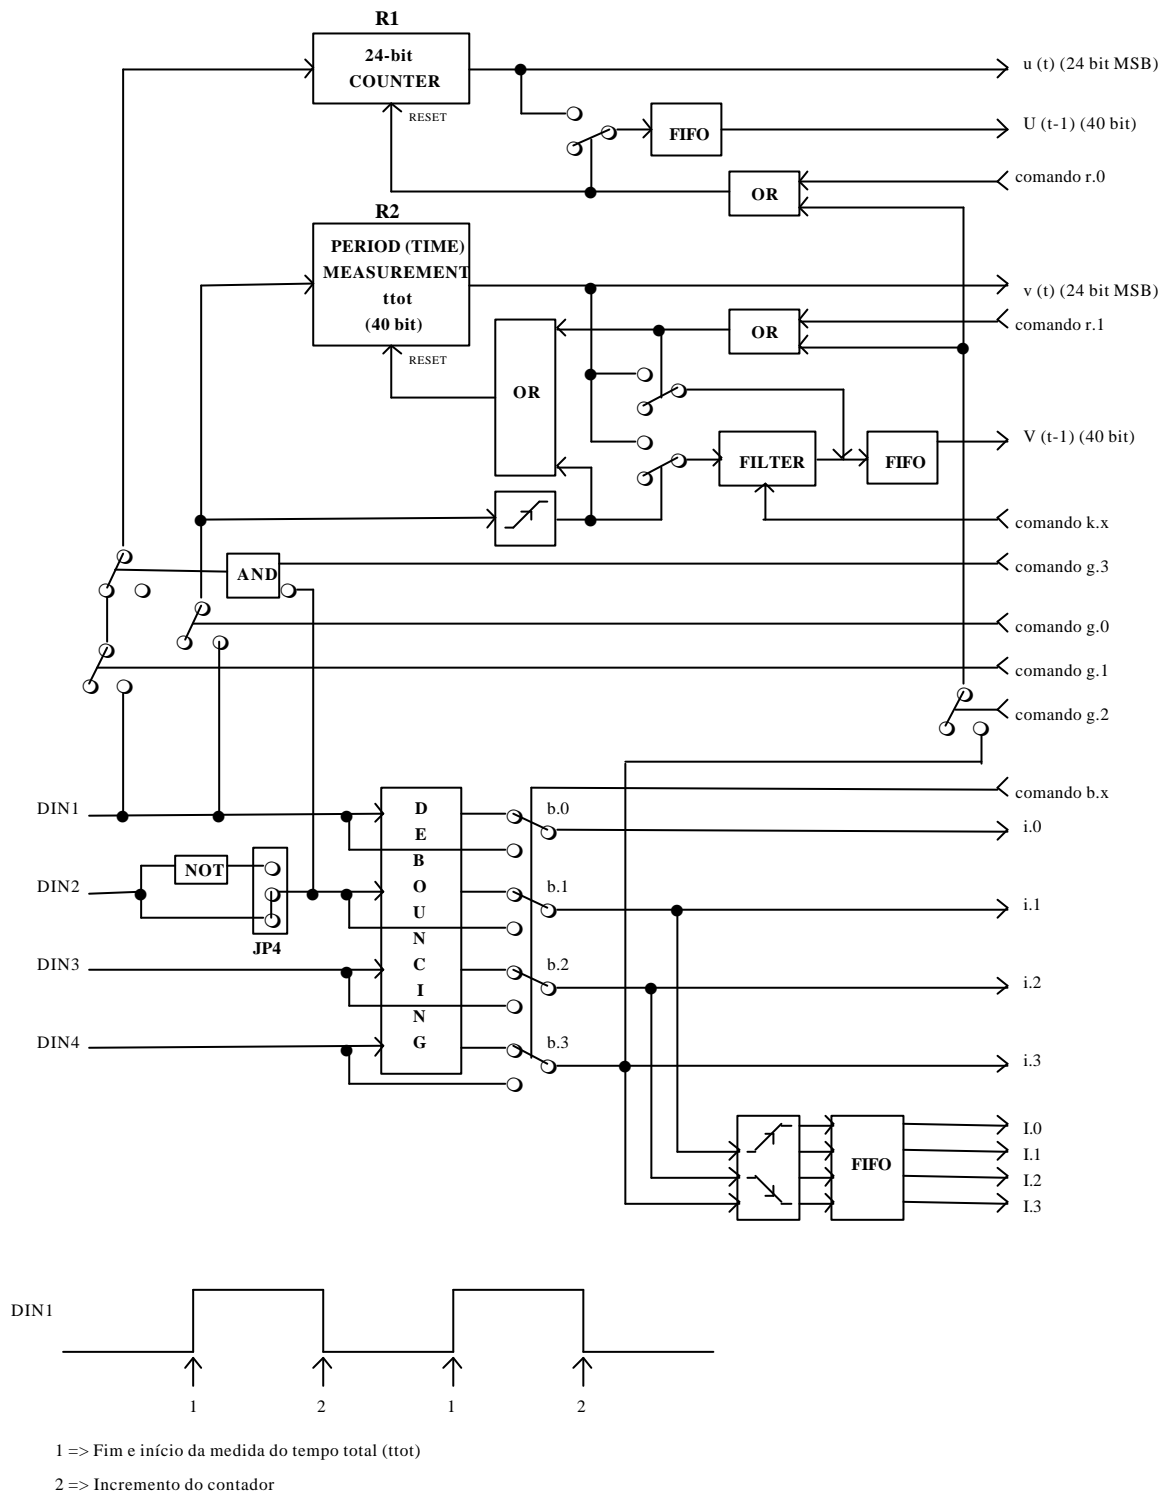 R1
24-bit
COUNTER
RESET
u (t) (24 bit MSB)
FIFO
U (t-1) (40 bit)
OR
comando r.0
R2
PERIOD (TIME)
MEASUREMENT
ttot
(40 bit)
RESET
v (t) (24 bit MSB)
OR
comando r.1
OR
FILTER
FIFO
V (t-1) (40 bit)
comando k.x
AND
comando g.3
comando g.0
comando g.1
comando g.2
comando b.x
DIN1
DIN2
NOT
JP4
DIN3
DIN4
D
E
B
O
U
N
C
I
N
G
b.0
i.0
b.1
i.1
b.2
i.2
b.3
i.3
FIFO
I.0
I.1
I.2
I.3
DIN1
1 2 1 2
1 => Fim e início da medida do tempo total (ttot)
2 => Incremento do contador